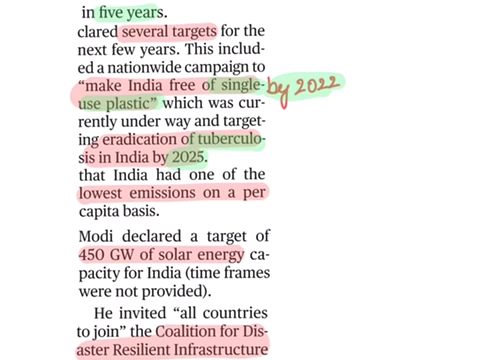 in five years.
clared several targets for the
next few years. This includ-
ed a nationwide campaign to
“make India free of single- by 2022
use plastic” which was cur-
rently under way and target-
ing eradication of tuberculo-
sis in India by 2025.
that India had one of the
lowest emissions on a per
capita basis.
Modi declared a target of
450 GW of solar energy ca-
pacity for India (time frames
were not provided).
He invited “all countries
to join” the Coalition for Dis-
aster Resilient Infrastructure